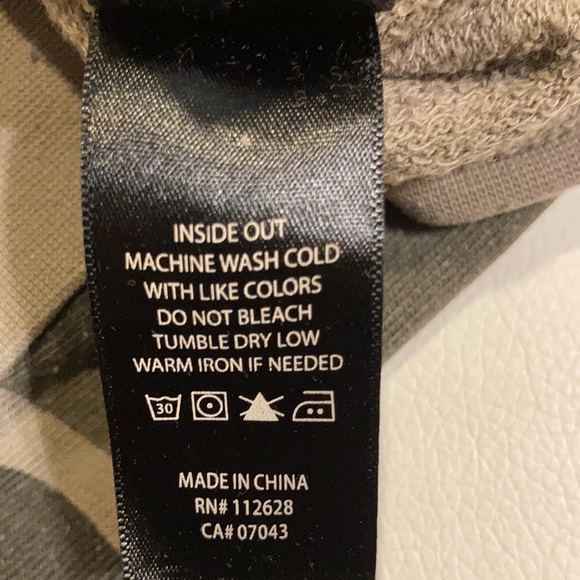 INSIDE OUT
MACHINE WASH COLD
WITH LIKE COLORS
DO NOT BLEACH
TUMBLE DRY LOW
WARM IRON IF NEEDED
30
MADE IN CHINA
RN# 112628
CA# 07043